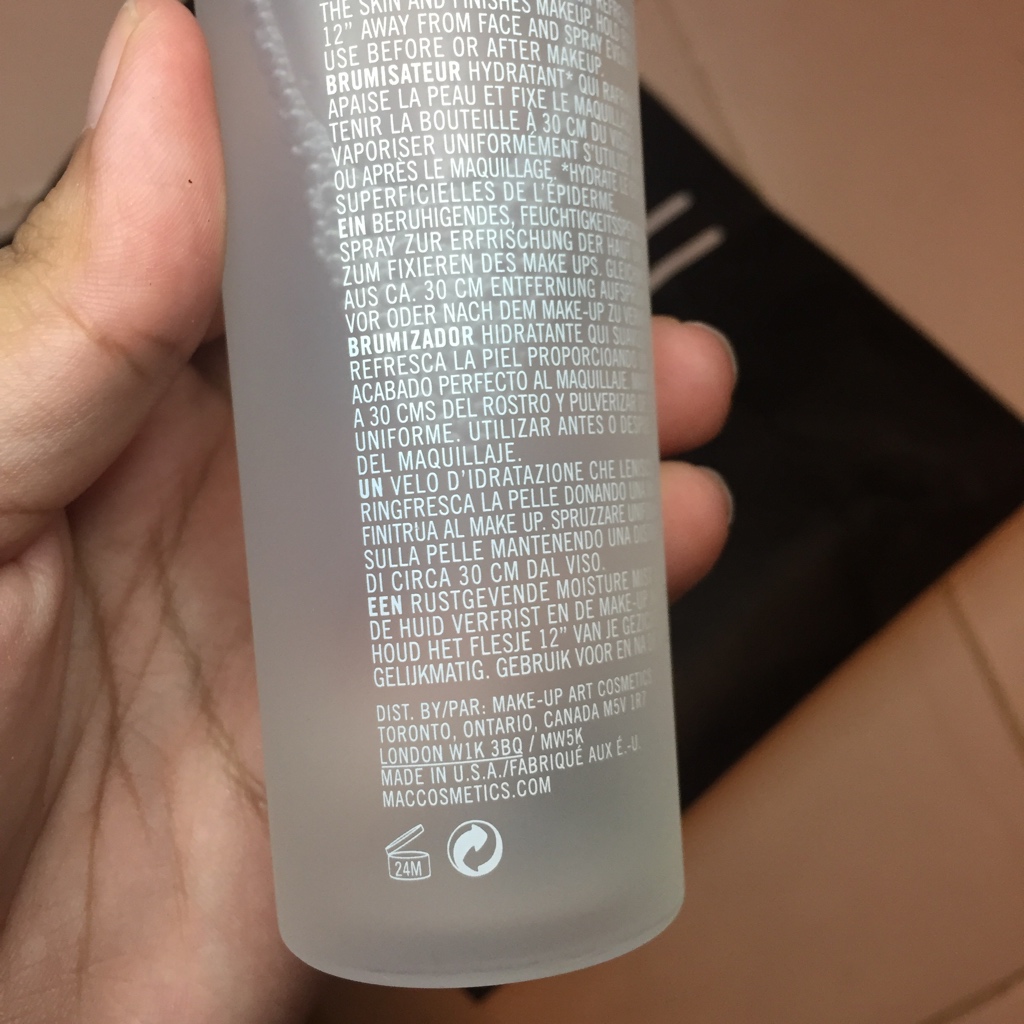 THE SKIN AND FINISHES MAKEUP. HOLD
12" AWAY FROM FACE AND SPRAY
USE BEFORE OR AFTER MAKEUP.
BRUMISATEUR HYDRATANT* QUI
APAISE LA PEAU ET FIXE LE
TENIR LA BOUTEILLE À 30 CM DU
VAPORISER UNIFORMÉMENT
OU APRÈS LE MAQUILLAGE. *HYDRATE
SUPERFICIELLES DE L'ÉPIDERME.
EIN BERUHIGENDES,
SPRAY ZUR ERFRISCHUNG DER
ZUM FIXIEREN DES MAKE UPS.
AUS CA. 30 CM ENTFERNUNG
VOR ODER NACH DEM MAKE-UP ZU
BRUMIZADOR HIDRATANTE QUI
REFRESCA LA PIEL PROPORCIOANDO
ACABADO PERFECTO AL MAQUILLAJE.
A 30 CMS DEL ROSTRO Y PULVERIZAR
UNIFORME. UTILIZAR ANTES O
DEL MAQUILLAJE.
UN VELO D'IDRATAZIONE CHE
RINGFRESCA LA PELLE DONANDO
FINITRUA AL MAKE UP. SPRUZZARE
SULLA PELLE MANTENENDO UNA
DI CIRCA 30 CM DAL VISO.
EEN RUSTGEVENDE MOISTURE
DE HUID VERFRIST EN DE MAKE-UP
HOUD HET FLESJE 12" VAN JE
GELIJKMATIG. GEBRUIK VOOR EN
DIST. BY/PAR: MAKE-UP ART COSMETICS
TORONTO, ONTARIO, CANADA M5V 1R7
LONDON W1K 3BQ / MW5K
MADE IN U.S.A./FABRIQUÉ AUX É.-U.
MACCOSMETICS.COM
24M